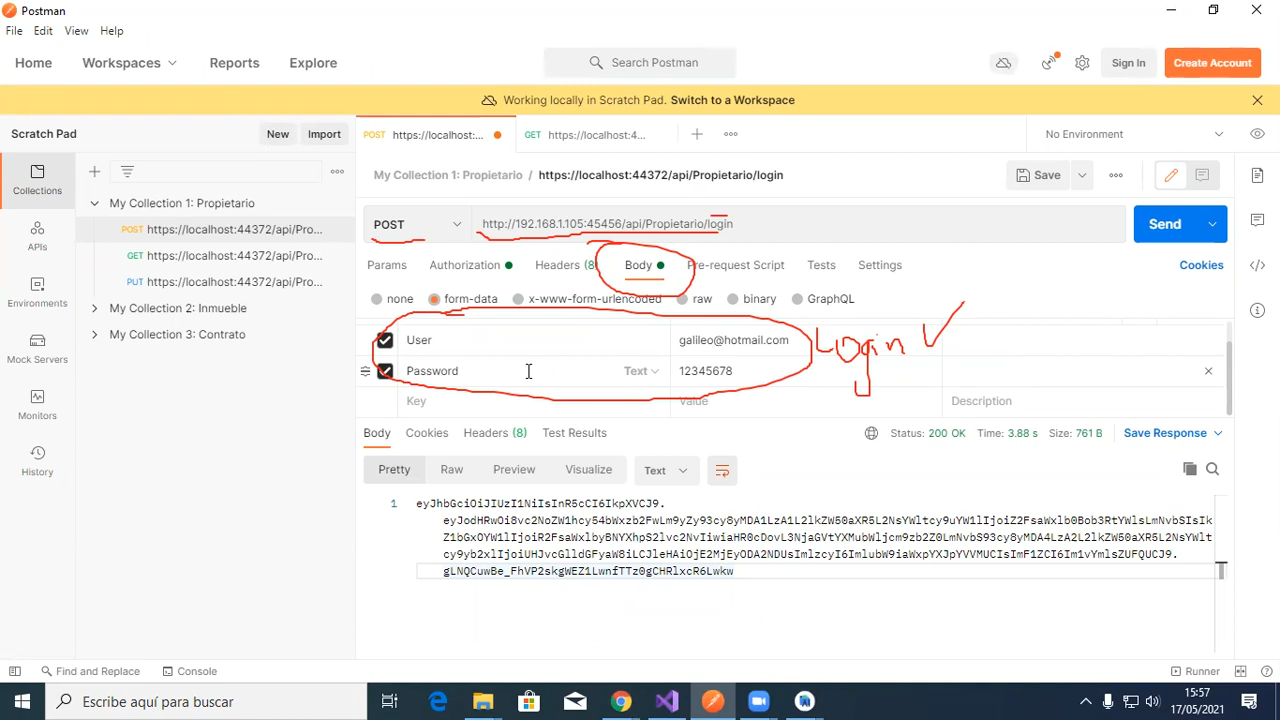 Postman
File Edit View Help
Home Workspaces Reports Explore Search Postman Sign In Create Account
Working locally in Scratch Pad. Switch to a Workspace
Scratch Pad New Import POST https://localhost:... GET https://localhost:4... No Environment
Collections
My Collection 1: Propietario / https://localhost:44372/api/Propietario/login Save
My Collection 1: Propietario
POST https://localhost:44372/api/Pro...
GET https://localhost:44372/api/Pro...
PUT https://localhost:44372/api/Pro...
My Collection 2: Inmueble
My Collection 3: Contrato
APIs
Environments
Mock Servers
Monitors
History
POST http://192.168.1.105:45456/api/Propietario/login Send
Params Authorization Headers (8 Body Pre-request Script Tests Settings Cookies
none form-data x-www-form-urlencoded raw binary GraphQL
User galileo@hotmail.com
Login
Password Text 12345678
Key Value Description
Body Cookies Headers (8) Test Results Status: 200 OK Time: 3.88 s Size: 761 B Save Response
Pretty Raw Preview Visualize Text
1 eyJhbGciOiJIUzI1NiIsInR5cCI6IkpXVCJ9.
Find and Replace Console Runner
Escribe aquí para buscar
15:57
17/05/2021